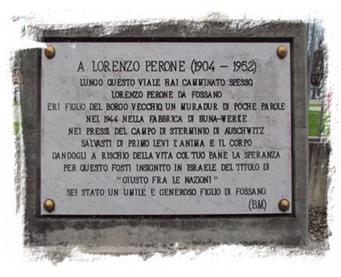 A LORENZO PERONE (1904 - 1952)
LUNGO QUESTO VIALE HAI CAMMINATO SPESSO
LORENZO PERONE DA FOSSANO
ERI FIGLIO DEL BORGO VECCHIO, UN MURADUR DI POCHE PAROLE
NEL 1944 NELLA FABBRICA DI BUNA-WERKE
NEI PRESSI DEL CAMPO DI STERMINIO DI AUSCHWITZ
SALVASTI DI PRIMO LEVI L'ANIMA E IL CORPO
DANDOGLI A RISCHIO DELLA VITA COL TUO PANE LA SPERANZA
PER QUESTO FOSTI INSIGNITO IN ISRAELE DEL TITOLO DI
"GIUSTO FRA LE NAZIONI"
SEI STATO UN UMILE E GENEROSO FIGLIO DI FOSSANO
(B.M.)